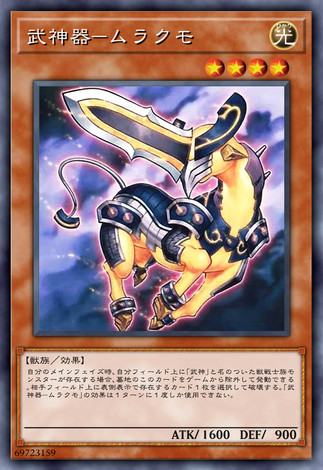 武神器－ムラクモ
光
【獣族／効果】
自分のメインフェイズ時、自分フィールド上に「武神」と名のついた獣戦士族モ
ンスターが存在する場合、墓地のこのカードをゲームから除外して発動できる
。相手フィールド上に表側表示で存在するカード１枚を選択して破壊する。「武
神器－ムラクモ」の効果は１ターンに１度しか使用できない。
ATK/ 1600 DEF/ 900
69723159